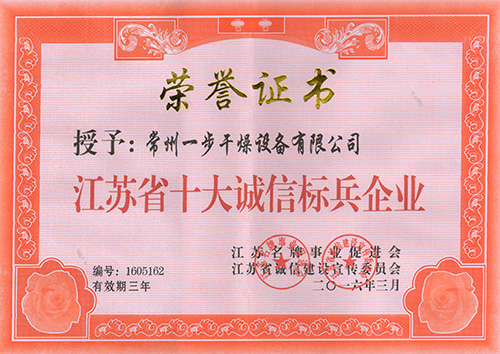 荣誉证书
授予：常州一步干燥设备有限公司
江苏省十大诚信标兵企业
江苏名牌事业促进会
编号：1605162 江苏省诚信建设宣传委员会
有效期三年 二〇一六年三月